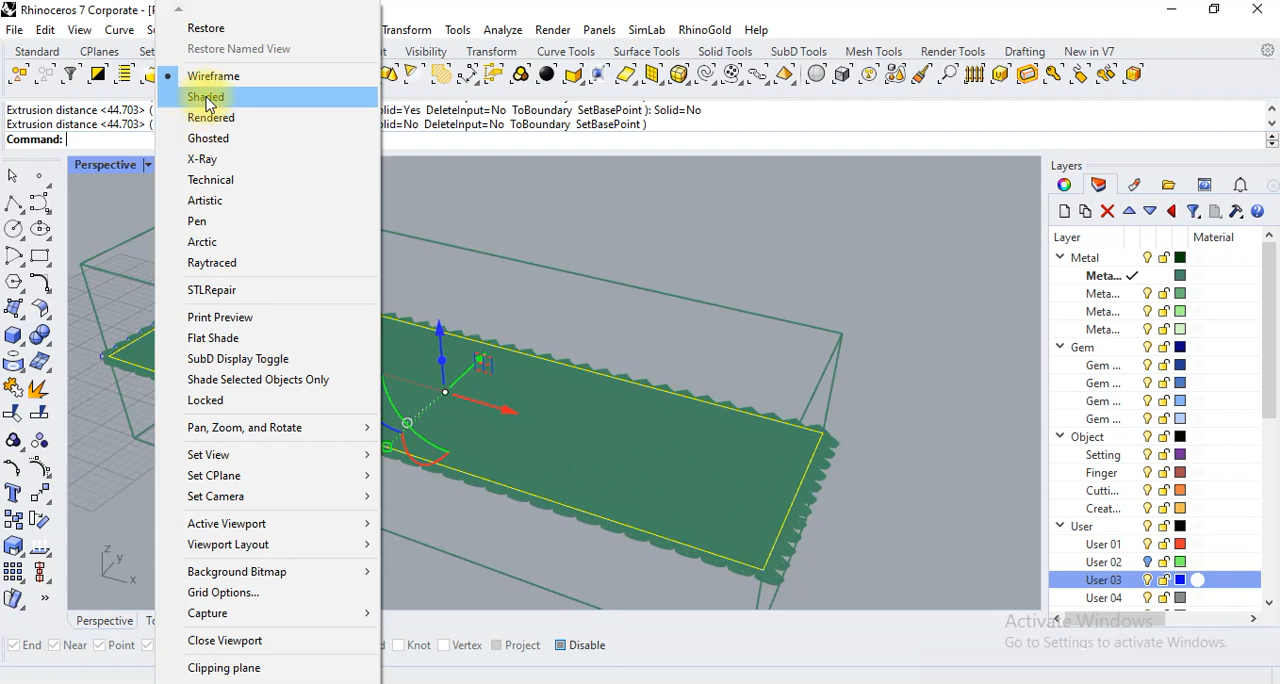 Rhinoceros 7 Corporate - [
File Edit View Curve Transform Tools Analyze Render Panels SimLab RhinoGold Help
Standard CPlanes Visibility Transform Curve Tools Surface Tools Solid Tools SubD Tools Mesh Tools Render Tools Drafting New in V7
Extrusion distance <44.703> ( olid=Yes DeleteInput=No ToBoundary SetBasePoint ): Solid=No
Extrusion distance <44.703> ( lid=No DeleteInput=No ToBoundary SetBasePoint )
Command:
Perspective
Restore
Restore Named View
Wireframe
Shaded
Rendered
Ghosted
X-Ray
Technical
Artistic
Pen
Arctic
Raytraced
STLRepair
Print Preview
Flat Shade
SubD Display Toggle
Shade Selected Objects Only
Locked
Pan, Zoom, and Rotate
Set View
Set CPlane
Set Camera
Active Viewport
Viewport Layout
Background Bitmap
Grid Options...
Capture
Close Viewport
Clipping plane
z
y
x
Layers
Layer Material
Metal
Meta...
Meta...
Meta...
Meta...
Gem
Gem ...
Gem ...
Gem ...
Gem ...
Object
Setting
Finger
Cutti...
Creat...
User
User 01
User 02
User 03
User 04
Perspective
End Near Point Knot Vertex Project Disable
Activate Windows
Go to Settings to activate Windows.